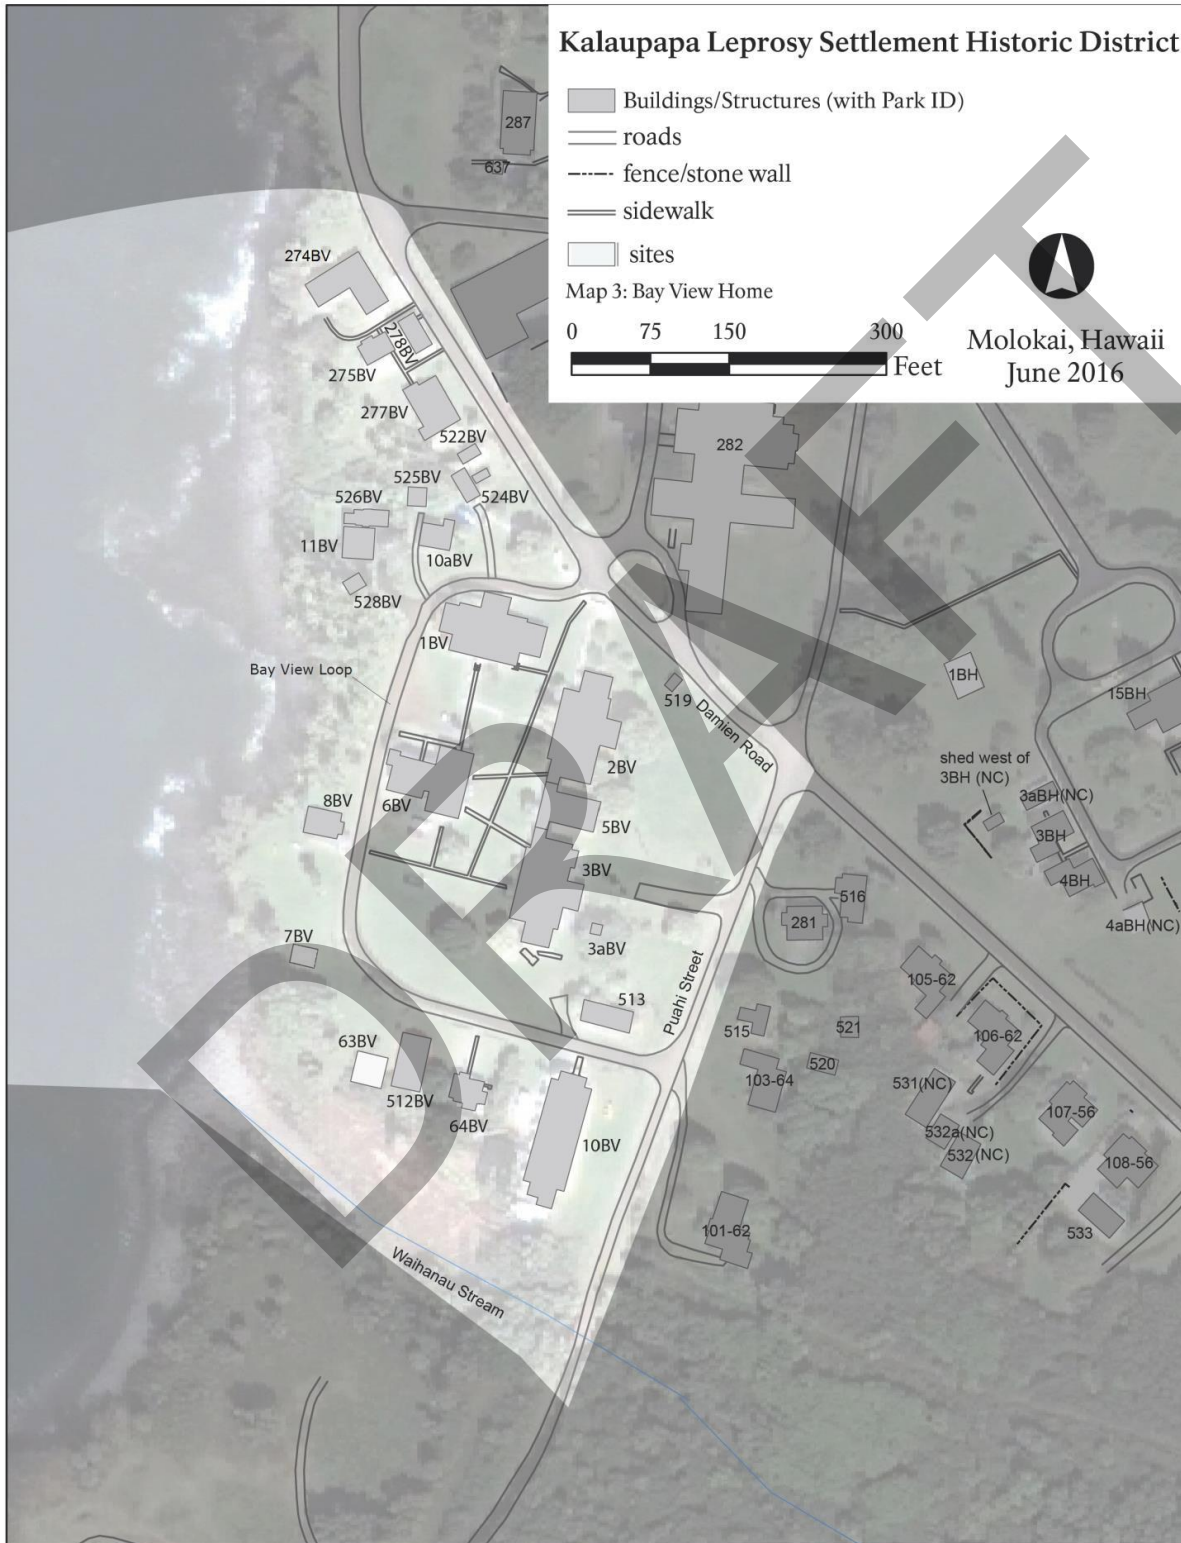 Kalaupapa Leprosy Settlement Historic District
Buildings/Structures (with Park ID)
roads
fence/stone wall
sidewalk
sites
Map 3: Bay View Home
0 75 150 300
Feet
Molokai, Hawaii
June 2016
287
637
274BV
278BV
275BV
277BV
522BV
282
525BV
526BV
524BV
11BV
10aBV
528BV
1BV
Bay View Loop
1BH
15BH
519
Damien Road
2BV
shed west of
3BH (NC)
3aBH(NC)
6BV
8BV
5BV
3BH
3BV
4BH
516
281
4aBH(NC)
7BV
3aBV
Puahi Street
105-62
513
515
521
106-62
63BV
520
512BV
103-64
531(NC)
64BV
107-56
532a(NC)
10BV
532(NC)
108-56
101-62
533
Waihanau Stream
DRAFT